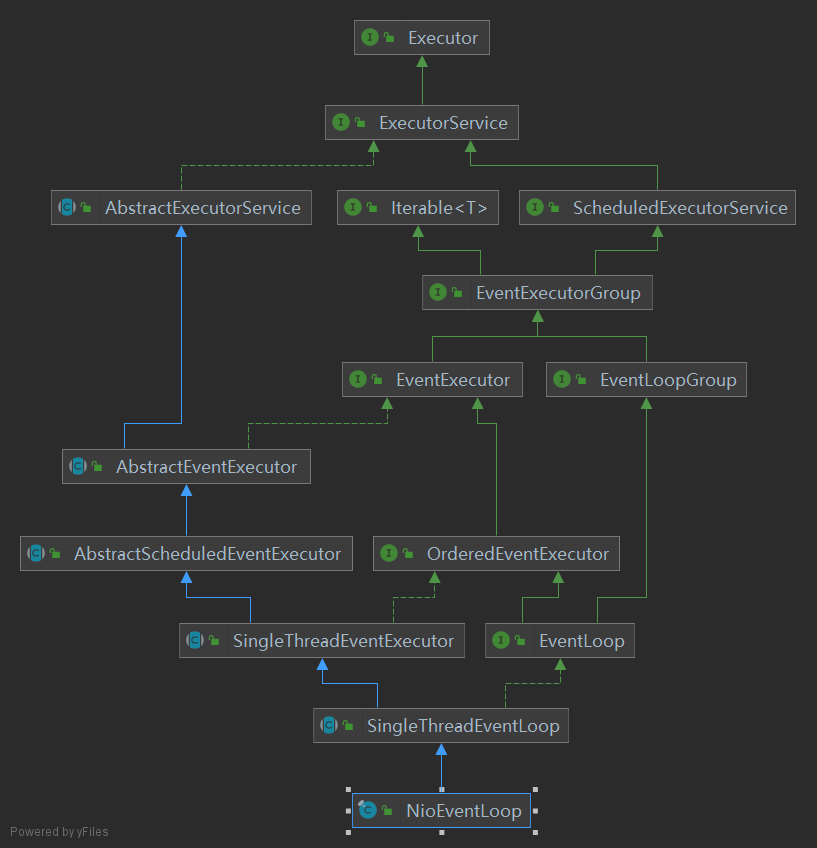 Executor
ExecutorService
AbstractExecutorService
Iterable<T>
ScheduledExecutorService
EventExecutorGroup
EventExecutor
EventLoopGroup
AbstractEventExecutor
AbstractScheduledEventExecutor
OrderedEventExecutor
SingleThreadEventExecutor
EventLoop
SingleThreadEventLoop
NioEventLoop
Powered by yFiles